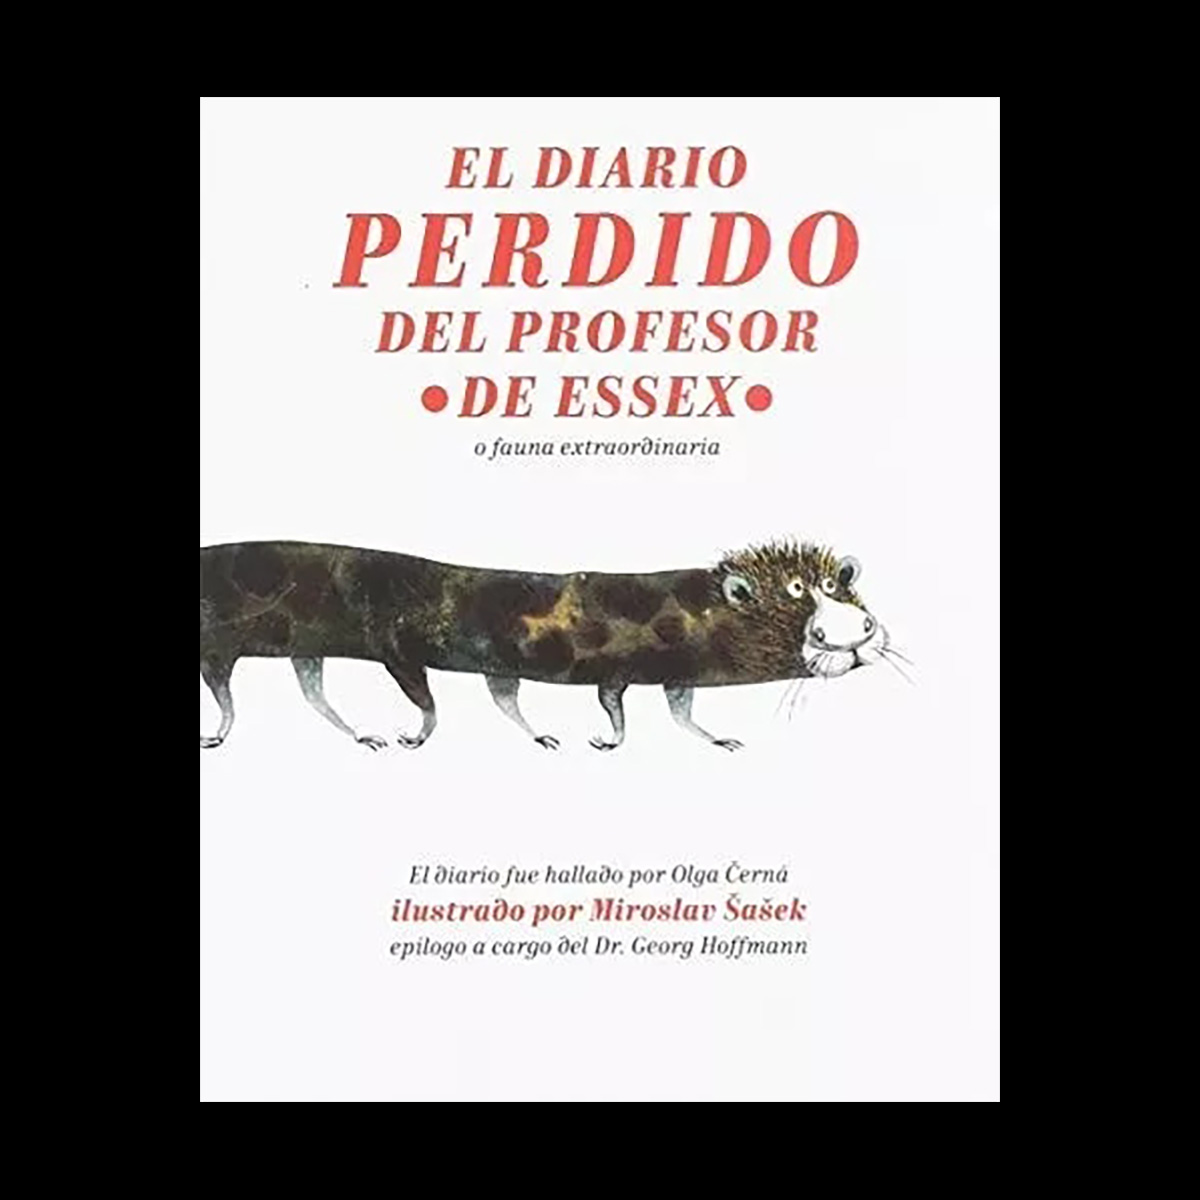 EL DIARIO
PERDIDO
DEL PROFESOR
•DE ESSEX•
o fauna extraordinaria
El diario fue hallado por Olga Černá
ilustrado por Miroslav Šašek
epilogo a cargo del Dr. Georg Hoffmann